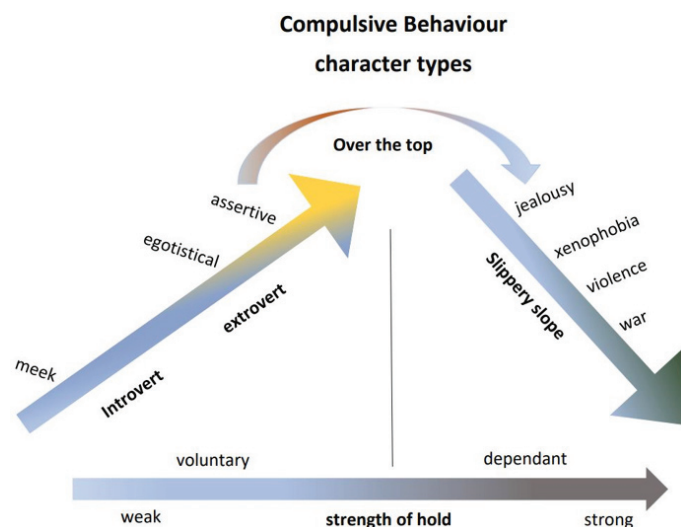 Compulsive Behaviour
character types
Over the top
assertive
egotistical
meek
Introvert
extrovert
jealousy
xenophobia
violence
war
Slippery slope
voluntary
dependant
weak
strength of hold
strong